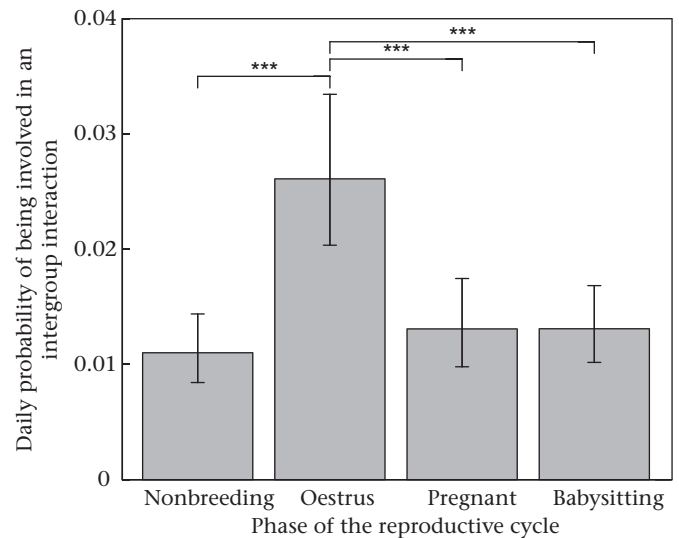 0.04
***
***
***
0.03
0.02
0.01
0
Daily probability of being involved in an
intergroup interaction
Nonbreeding Oestrus Pregnant Babysitting
Phase of the reproductive cycle